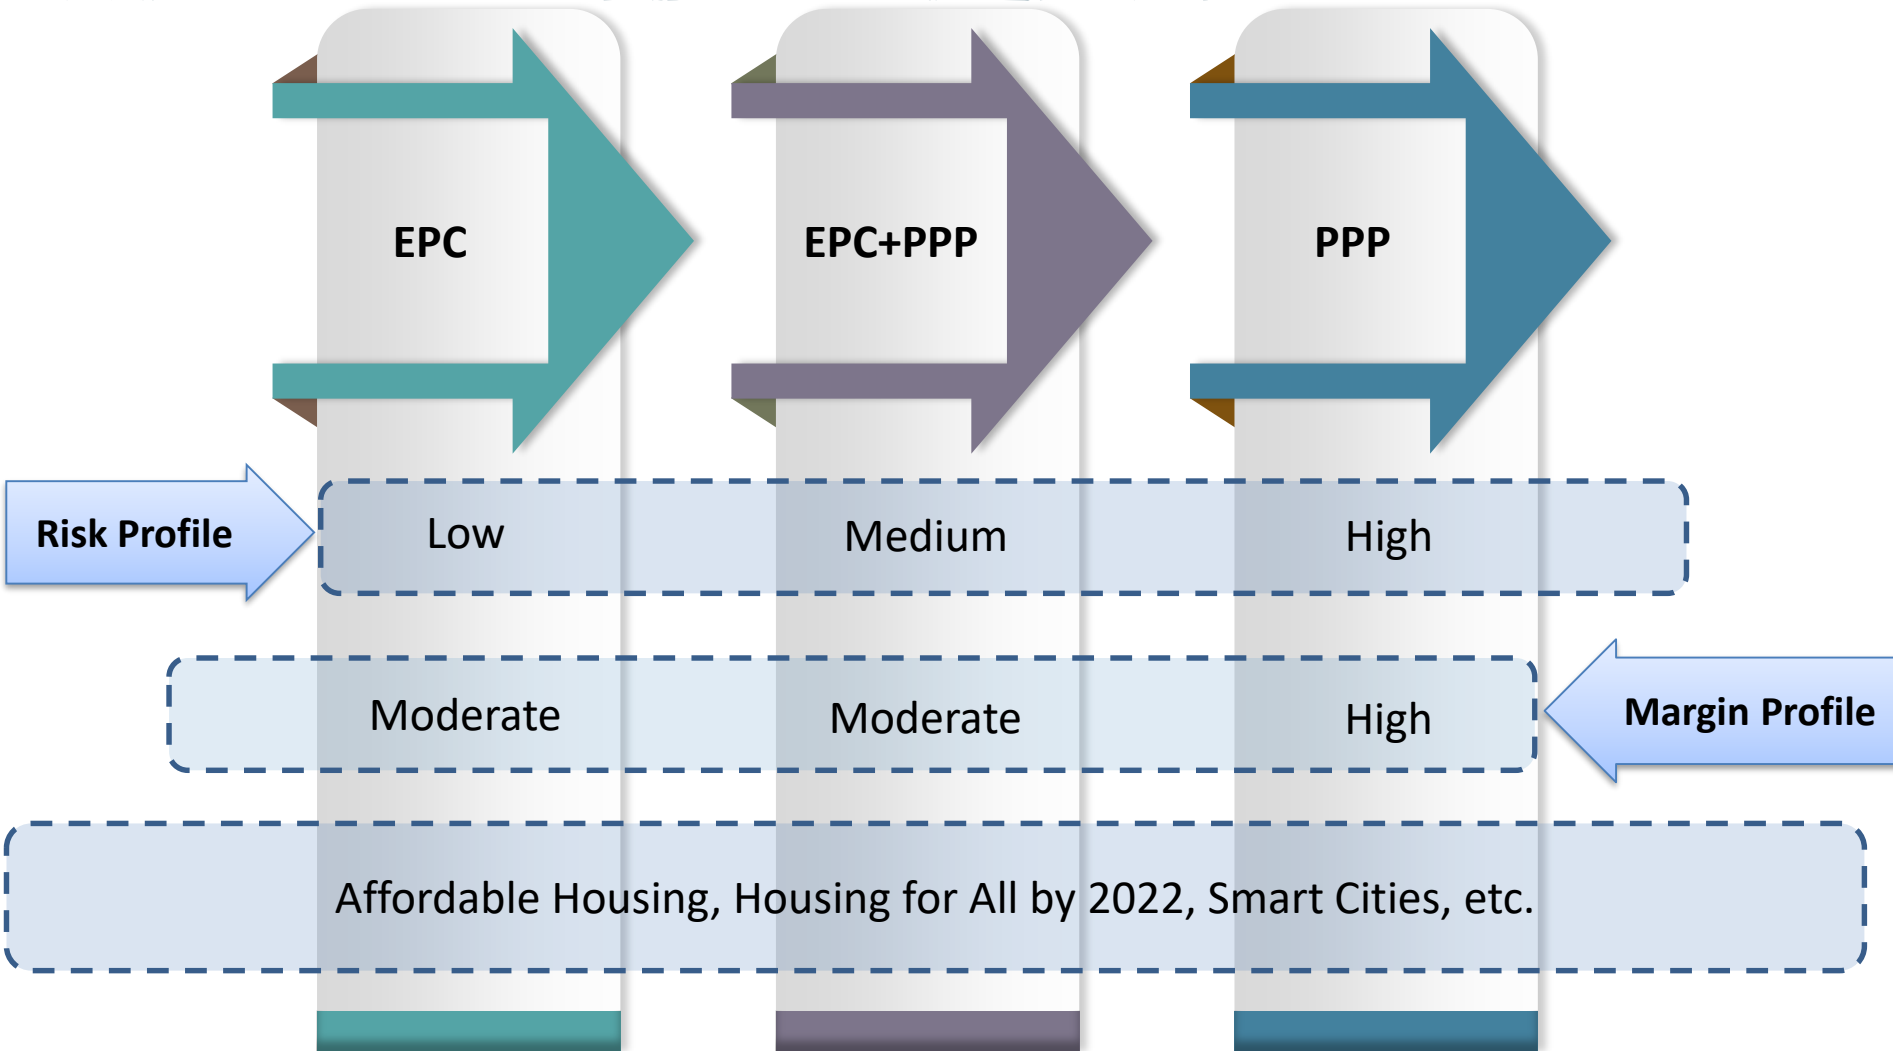 EPC
EPC+PPP
PPP
Risk Profile
Low
Medium
High
Moderate
Moderate
High
Margin Profile
Affordable Housing, Housing for All by 2022, Smart Cities, etc.